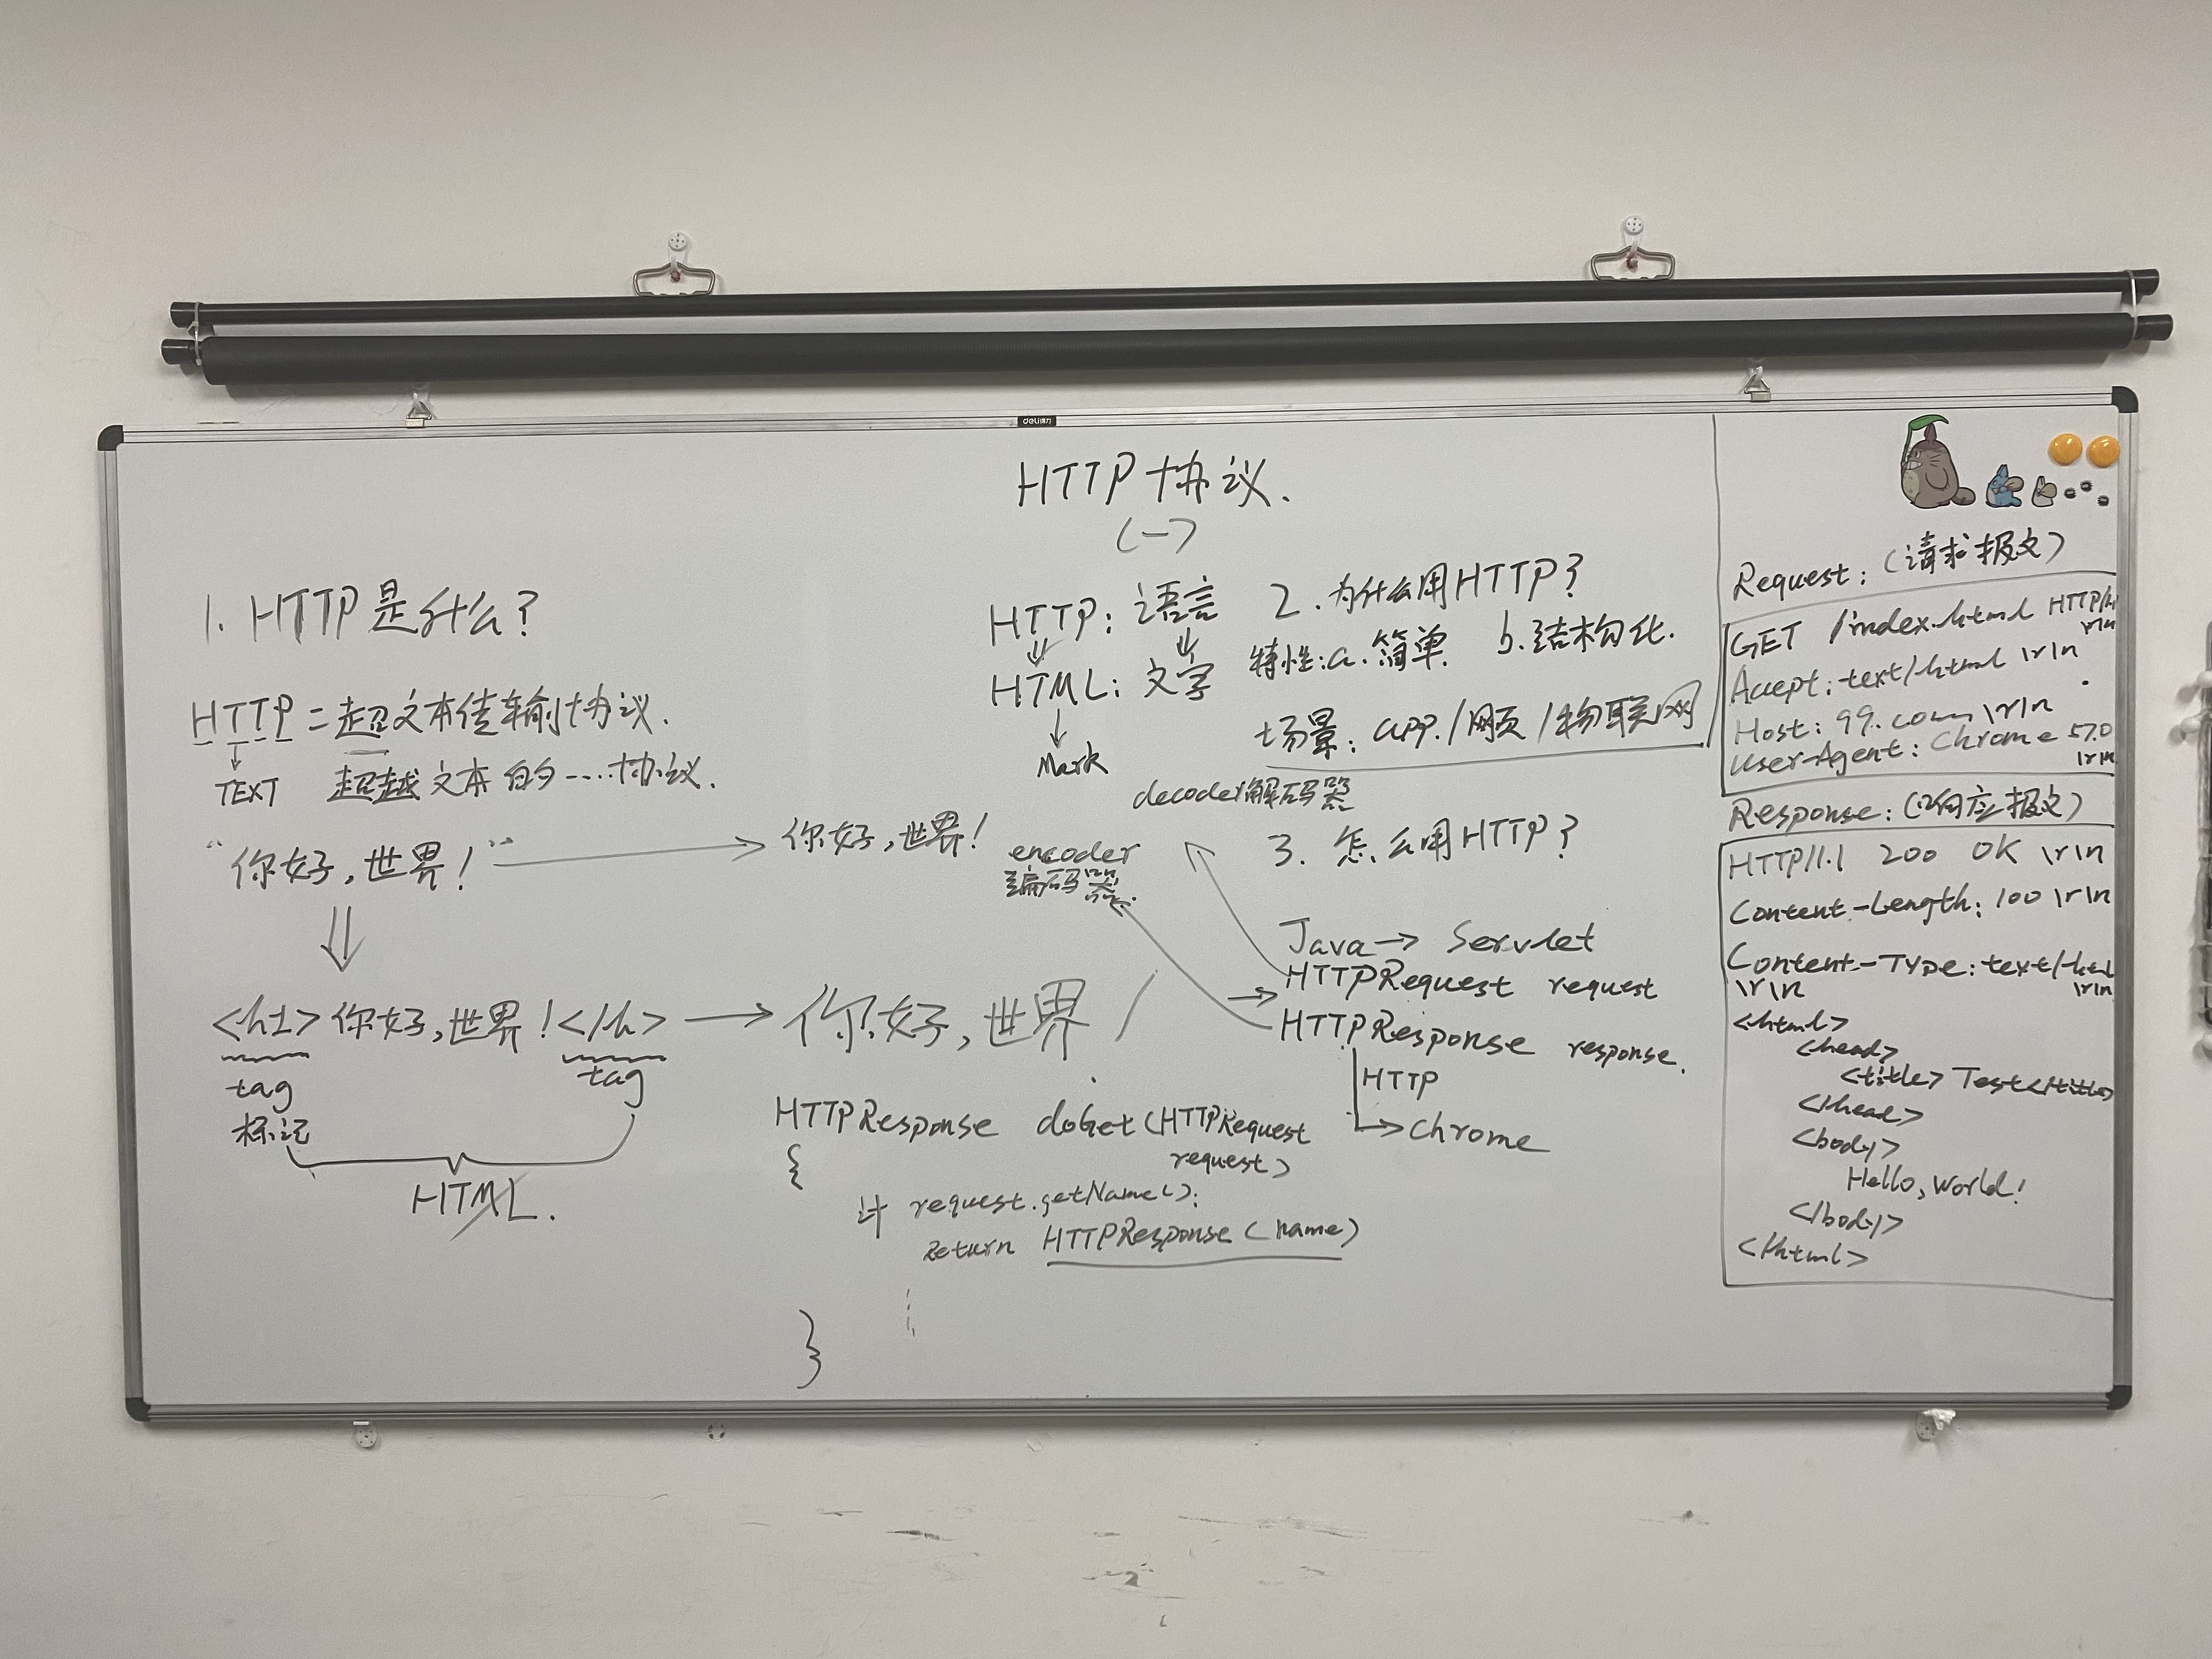 deli得力
HTTP协议.
(一)
1. HTTP是什么?
HTTP = 超文本传输协议.
TEXT 超越文本的....协议.
"你好,世界!"
你好,世界!
<h1>你好,世界!</h>
你好,世界!
tag
tag
标记
HTML.
HTTP: 语言
HTML: 文字
Mark
2. 为什么用HTTP?
特性:a.简单 b.结构化.
场景: app/网页/物联网
decoder解码器
encoder
编码器.
3. 怎么用HTTP?
Java → Servlet
HTTPRequest request
HTTPResponse response.
HTTP
Chrome
HTTPResponse doGet(HTTPRequest
request)
{
request.getName();
Return HTTPResponse(name)
}
Request: (请求报文)
GET /index.html
\r\n
Accept: text/html \r\n
Host: 99.com \r\n
User-Agent: Chrome 57.0
\r\n
Response: (响应报文)
HTTP/1.1 200 OK \r\n
Content-Length: 100 \r\n
Content-Type: text/html
\r\n \r\n
<html>
<head>
<title>Test</title>
</head>
<body>
Hello, World!
</body>
</html>